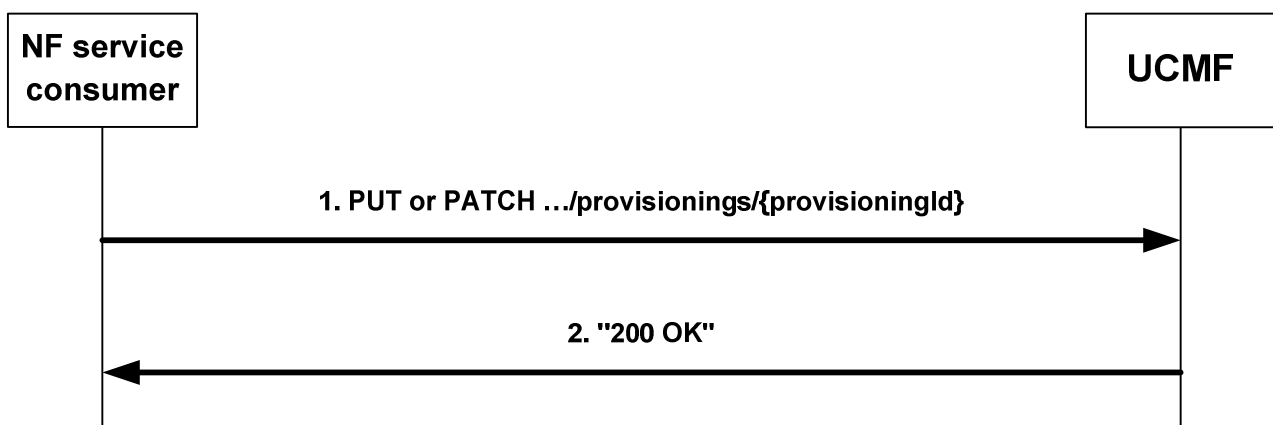 NF service
consumer
UCMF
1. PUT or PATCH …/provisionings/{provisioningId}
2. "200 OK"